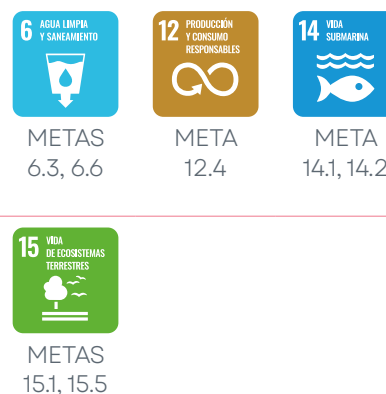 6 AGUA LIMPIA
Y SANEAMIENTO
METAS
6.3, 6.6
12 PRODUCCIÓN
Y CONSUMO
RESPONSABLES
META
12.4
14 VIDA
SUBMARINA
META
14.1, 14.2
15 VIDA
DE ECOSISTEMAS
TERRESTRES
METAS
15.1, 15.5